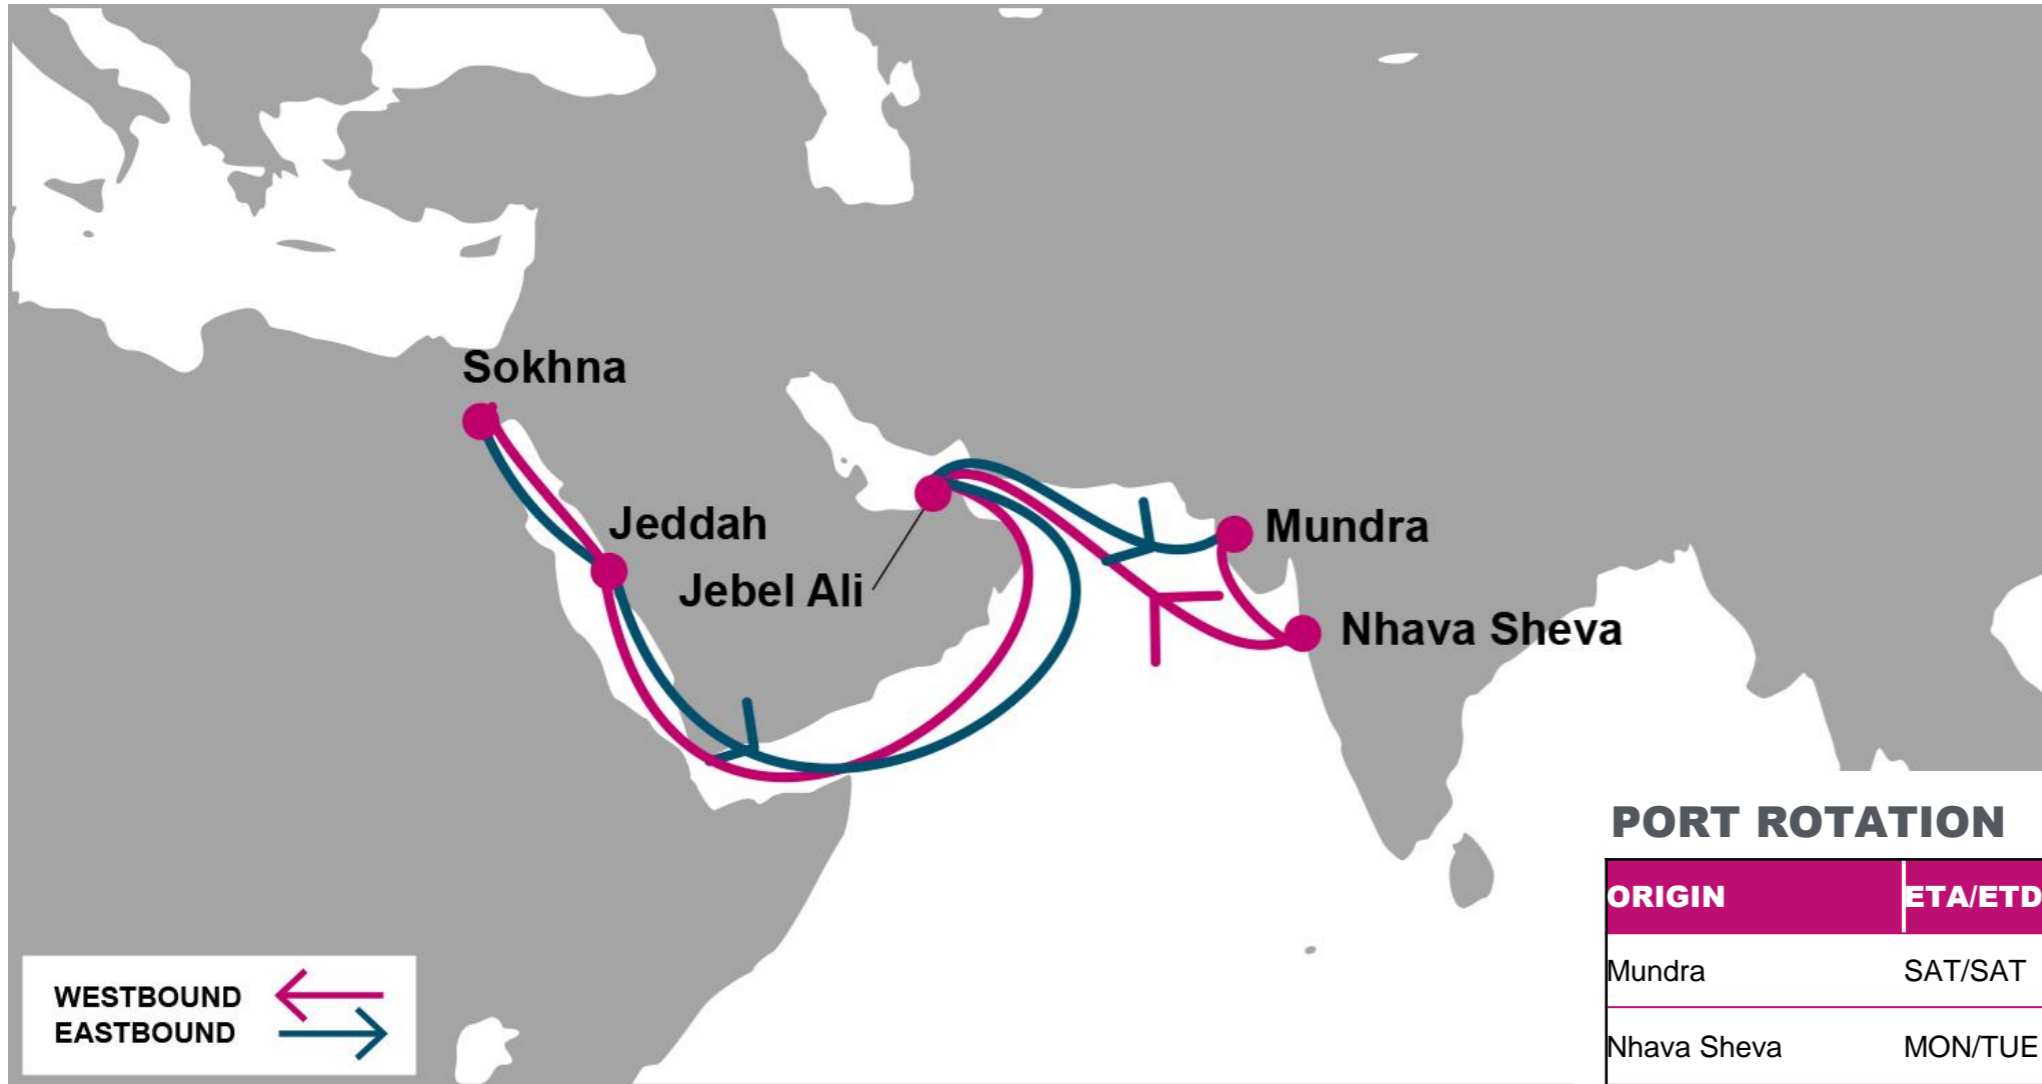 Sokhna
Jeddah
Jebel Ali
Mundra
Nhava Sheva
WESTBOUND
EASTBOUND
PORT ROTATION
ORIGIN ETA/ETD
Mundra SAT/SAT
Nhava Sheva MON/TUE